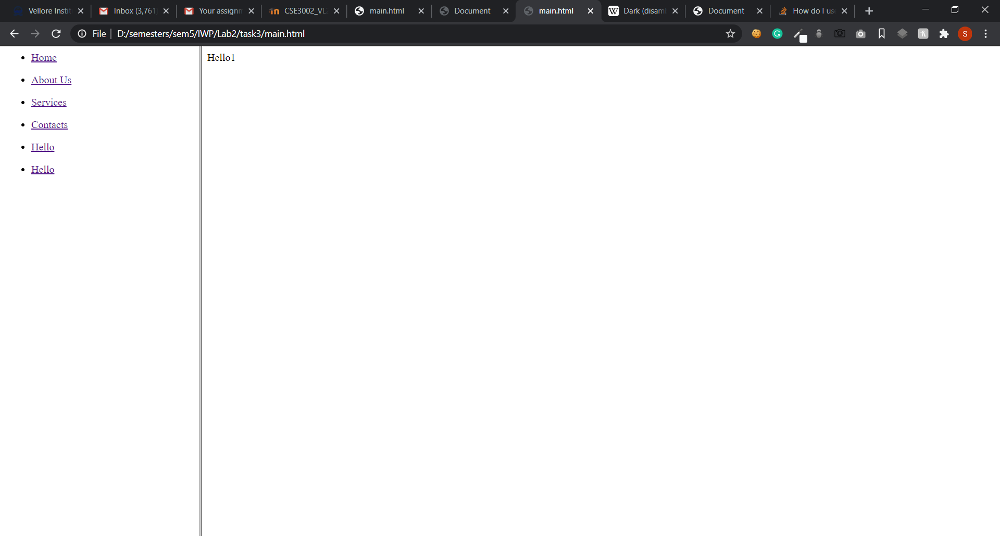 Vellore Instit
Inbox (3,761
Your assignm
CSE3002_VL
main.html
Document
main.html
Dark (disam
Document
How do I us
File
D:/semesters/sem5/IWP/Lab2/task3/main.html
S
Home
About Us
Services
Contacts
Hello
Hello
Hello1